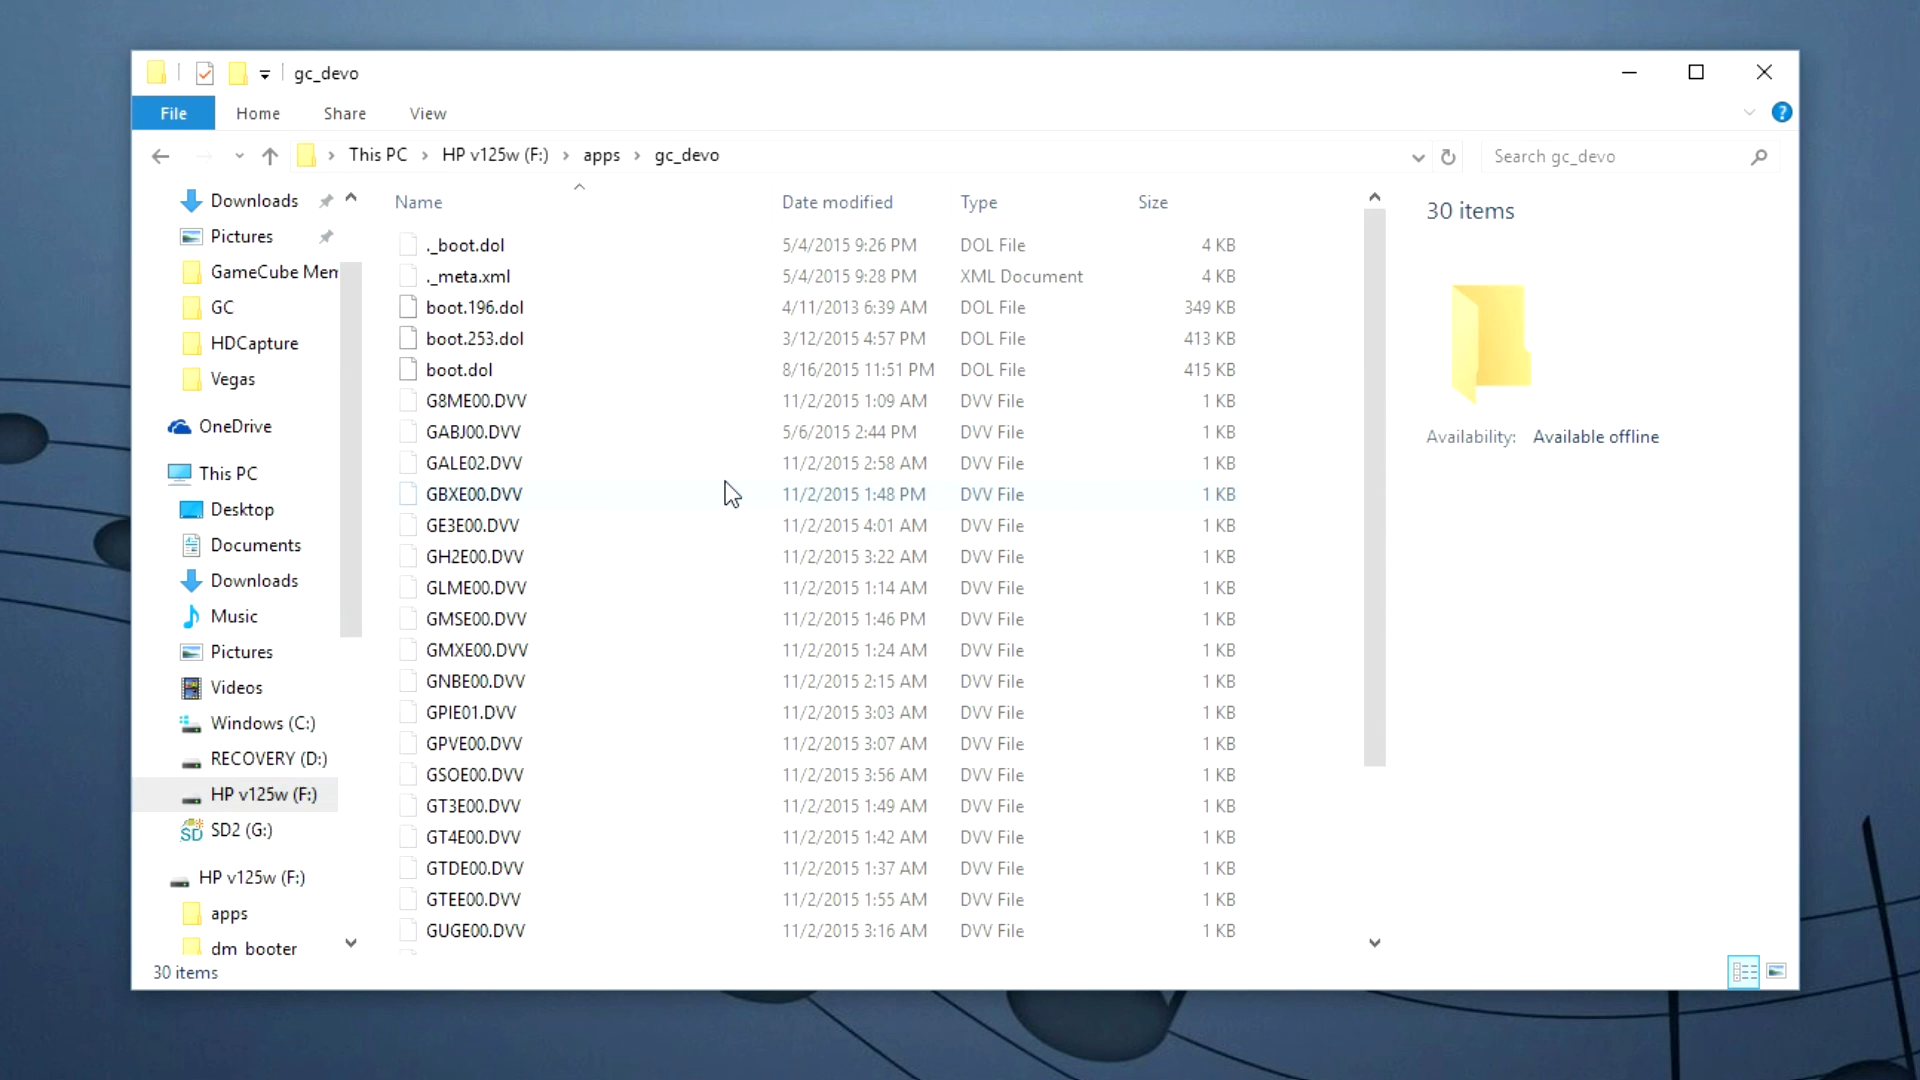 gc_devo
File Home Share View
This PC HP v125w (F:) apps gc_devo
Search gc_devo
Downloads
Pictures
GameCube Mem
GC
HDCapture
Vegas
OneDrive
This PC
Desktop
Documents
Downloads
Music
Pictures
Videos
Windows (C:)
RECOVERY (D:)
HP v125w (F:)
SD2 (G:)
HP v125w (F:)
apps
dm booter
Name Date modified Type Size
._boot.dol 5/4/2015 9:26 PM DOL File 4 KB
._meta.xml 5/4/2015 9:28 PM XML Document 4 KB
boot.196.dol 4/11/2013 6:39 AM DOL File 349 KB
boot.253.dol 3/12/2015 4:57 PM DOL File 413 KB
boot.dol 8/16/2015 11:51 PM DOL File 415 KB
G8ME00.DVV 11/2/2015 1:09 AM DVV File 1 KB
GABJ00.DVV 5/6/2015 2:44 PM DVV File 1 KB
GALE02.DVV 11/2/2015 2:58 AM DVV File 1 KB
GBXE00.DVV 11/2/2015 1:48 PM DVV File 1 KB
GE3E00.DVV 11/2/2015 4:01 AM DVV File 1 KB
GH2E00.DVV 11/2/2015 3:22 AM DVV File 1 KB
GLME00.DVV 11/2/2015 1:14 AM DVV File 1 KB
GMSE00.DVV 11/2/2015 1:46 PM DVV File 1 KB
GMXE00.DVV 11/2/2015 1:24 AM DVV File 1 KB
GNBE00.DVV 11/2/2015 2:15 AM DVV File 1 KB
GPIE01.DVV 11/2/2015 3:03 AM DVV File 1 KB
GPVE00.DVV 11/2/2015 3:07 AM DVV File 1 KB
GSOE00.DVV 11/2/2015 3:56 AM DVV File 1 KB
GT3E00.DVV 11/2/2015 1:49 AM DVV File 1 KB
GT4E00.DVV 11/2/2015 1:42 AM DVV File 1 KB
GTDE00.DVV 11/2/2015 1:37 AM DVV File 1 KB
GTEE00.DVV 11/2/2015 1:55 AM DVV File 1 KB
GUGE00.DVV 11/2/2015 3:16 AM DVV File 1 KB
30 items
Availability: Available offline
30 items